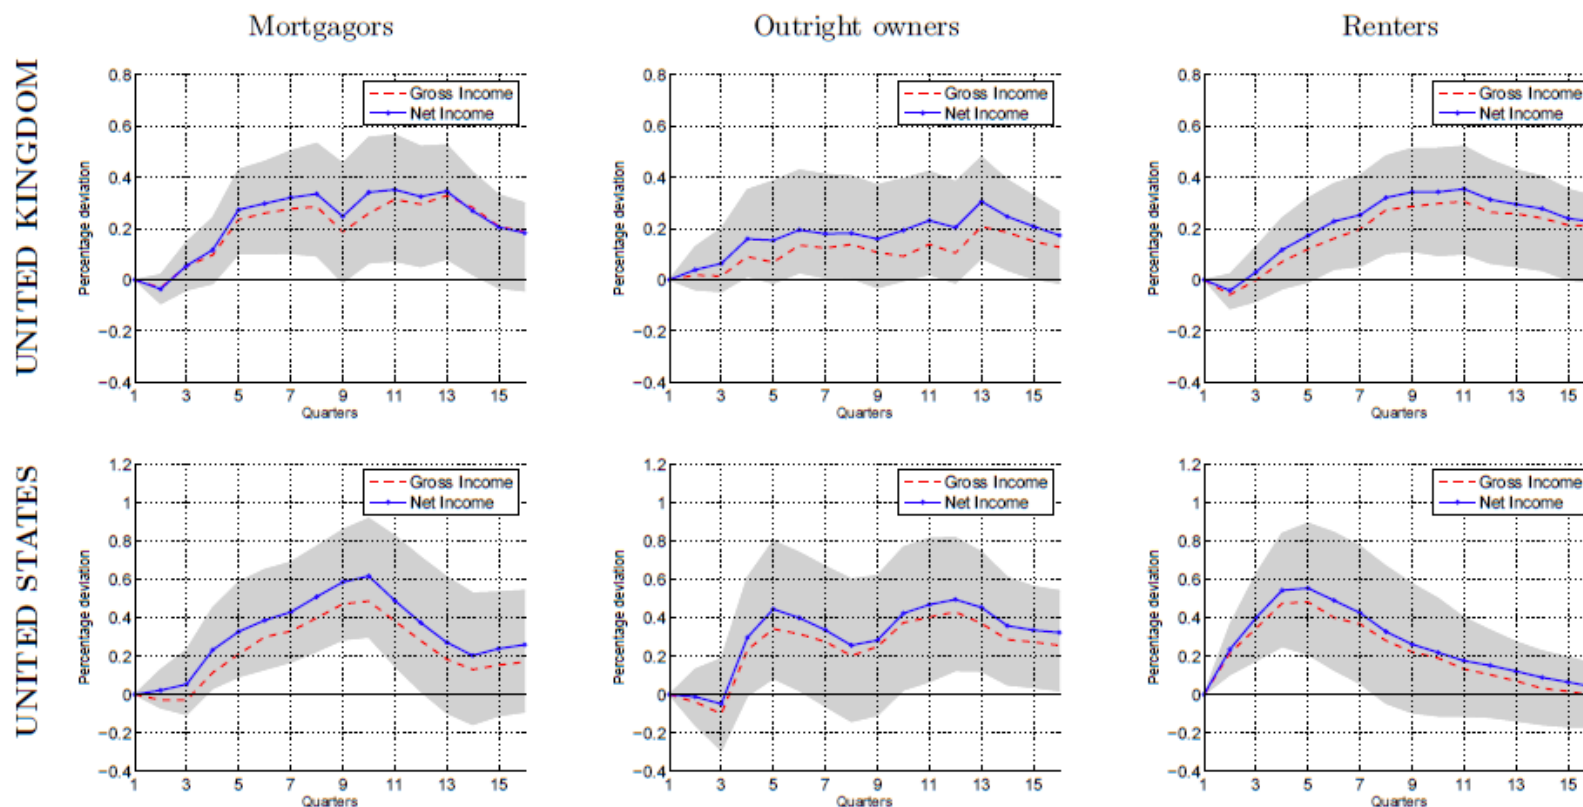 Mortgagors
Outright owners
Renters
UNITED KINGDOM
Percentage deviation
0.8
0.6
0.4
0.2
0
−0.2
−0.4
Gross Income
Net Income
1 3 5 7 9 11 13 15
Quarters
Percentage deviation
0.8
0.6
0.4
0.2
0
−0.2
−0.4
Gross Income
Net Income
1 3 5 7 9 11 13 15
Quarters
Percentage deviation
0.8
0.6
0.4
0.2
0
−0.2
−0.4
Gross Income
Net Income
1 3 5 7 9 11 13 15
Quarters
UNITED STATES
Percentage deviation
1.2
1
0.8
0.6
0.4
0.2
0
−0.2
−0.4
Gross Income
Net Income
1 3 5 7 9 11 13 15
Quarters
Percentage deviation
1.2
1
0.8
0.6
0.4
0.2
0
−0.2
−0.4
Gross Income
Net Income
1 3 5 7 9 11 13 15
Quarters
Percentage deviation
1.2
1
0.8
0.6
0.4
0.2
0
−0.2
−0.4
Gross Income
Net Income
1 3 5 7 9 11 13 15
Quarters